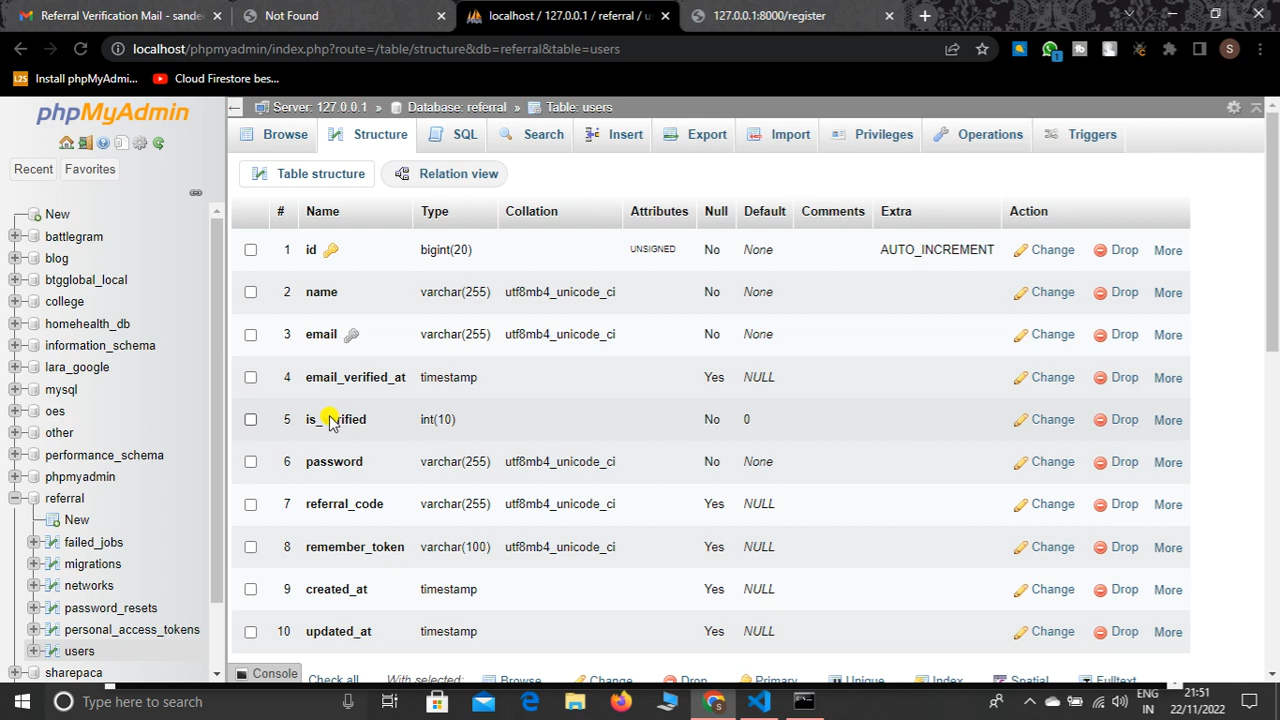 Referral Verification Mail - sande
Not Found
localhost / 127.0.0.1 / referral / u
127.0.0.1:8000/register
localhost/phpmyadmin/index.php?route=/table/structure&db=referral&table=users
1
S
Install phpMyAdmi...
Cloud Firestore bes...
phpMyAdmin
Recent Favorites
New
battlegram
blog
btgglobal_local
college
homehealth_db
information_schema
lara_google
mysql
oes
other
performance_schema
phpmyadmin
referral
New
failed_jobs
migrations
networks
password_resets
personal_access_tokens
users
sharepaca
Server: 127.0.0.1 » Database: referral » Table: users
Browse Structure SQL Search Insert Export Import Privileges Operations Triggers
Table structure Relation view
# Name Type Collation Attributes Null Default Comments Extra Action
1 id bigint(20) UNSIGNED No None AUTO_INCREMENT Change Drop More
2 name varchar(255) utf8mb4_unicode_ci No None Change Drop More
3 email varchar(255) utf8mb4_unicode_ci No None Change Drop More
4 email_verified_at timestamp Yes NULL Change Drop More
5 is_verified int(10) No 0 Change Drop More
6 password varchar(255) utf8mb4_unicode_ci No None Change Drop More
7 referral_code varchar(255) utf8mb4_unicode_ci Yes NULL Change Drop More
8 remember_token varchar(100) utf8mb4_unicode_ci Yes NULL Change Drop More
9 created_at timestamp Yes NULL Change Drop More
10 updated_at timestamp Yes NULL Change Drop More
Console Check all With selected: Browse Change Drop Primary Unique Index Spatial Fulltext
Type here to search
ENG
IN
21:51
22/11/2022